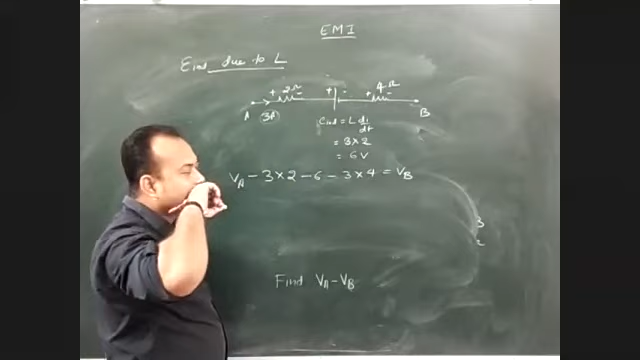 EMI
Eind due to L
+ 2Ω - + - + 4Ω -
A 3A B
Eind = L di/dt
= 3×2
= 6V
VA - 3×2 - 6 - 3×4 = VB
3
Find VA-VB